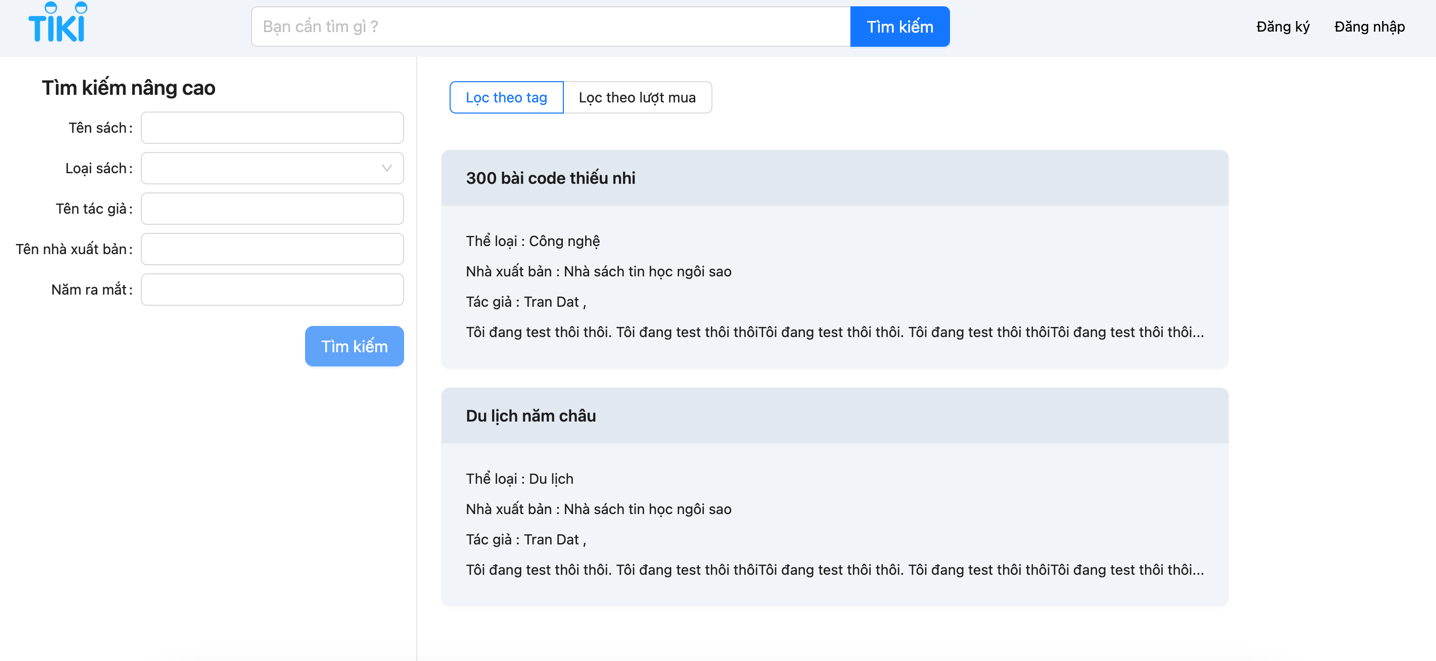 TIKI
Bạn cần tìm gì ?
Tìm kiếm
Đăng ký
Đăng nhập
Tìm kiếm nâng cao
Tên sách :
Loại sách :
Tên tác giả :
Tên nhà xuất bản :
Năm ra mắt :
Tìm kiếm
Lọc theo tag
Lọc theo lượt mua
300 bài code thiếu nhi
Thể loại : Công nghệ
Nhà xuất bản : Nhà sách tin học ngôi sao
Tác giả : Tran Dat ,
Tôi đang test thôi thôi. Tôi đang test thôi thôiTôi đang test thôi thôi. Tôi đang test thôi thôiTôi đang test thôi thôi...
Du lịch năm châu
Thể loại : Du lịch
Nhà xuất bản : Nhà sách tin học ngôi sao
Tác giả : Tran Dat ,
Tôi đang test thôi thôi. Tôi đang test thôi thôiTôi đang test thôi thôi. Tôi đang test thôi thôiTôi đang test thôi thôi...